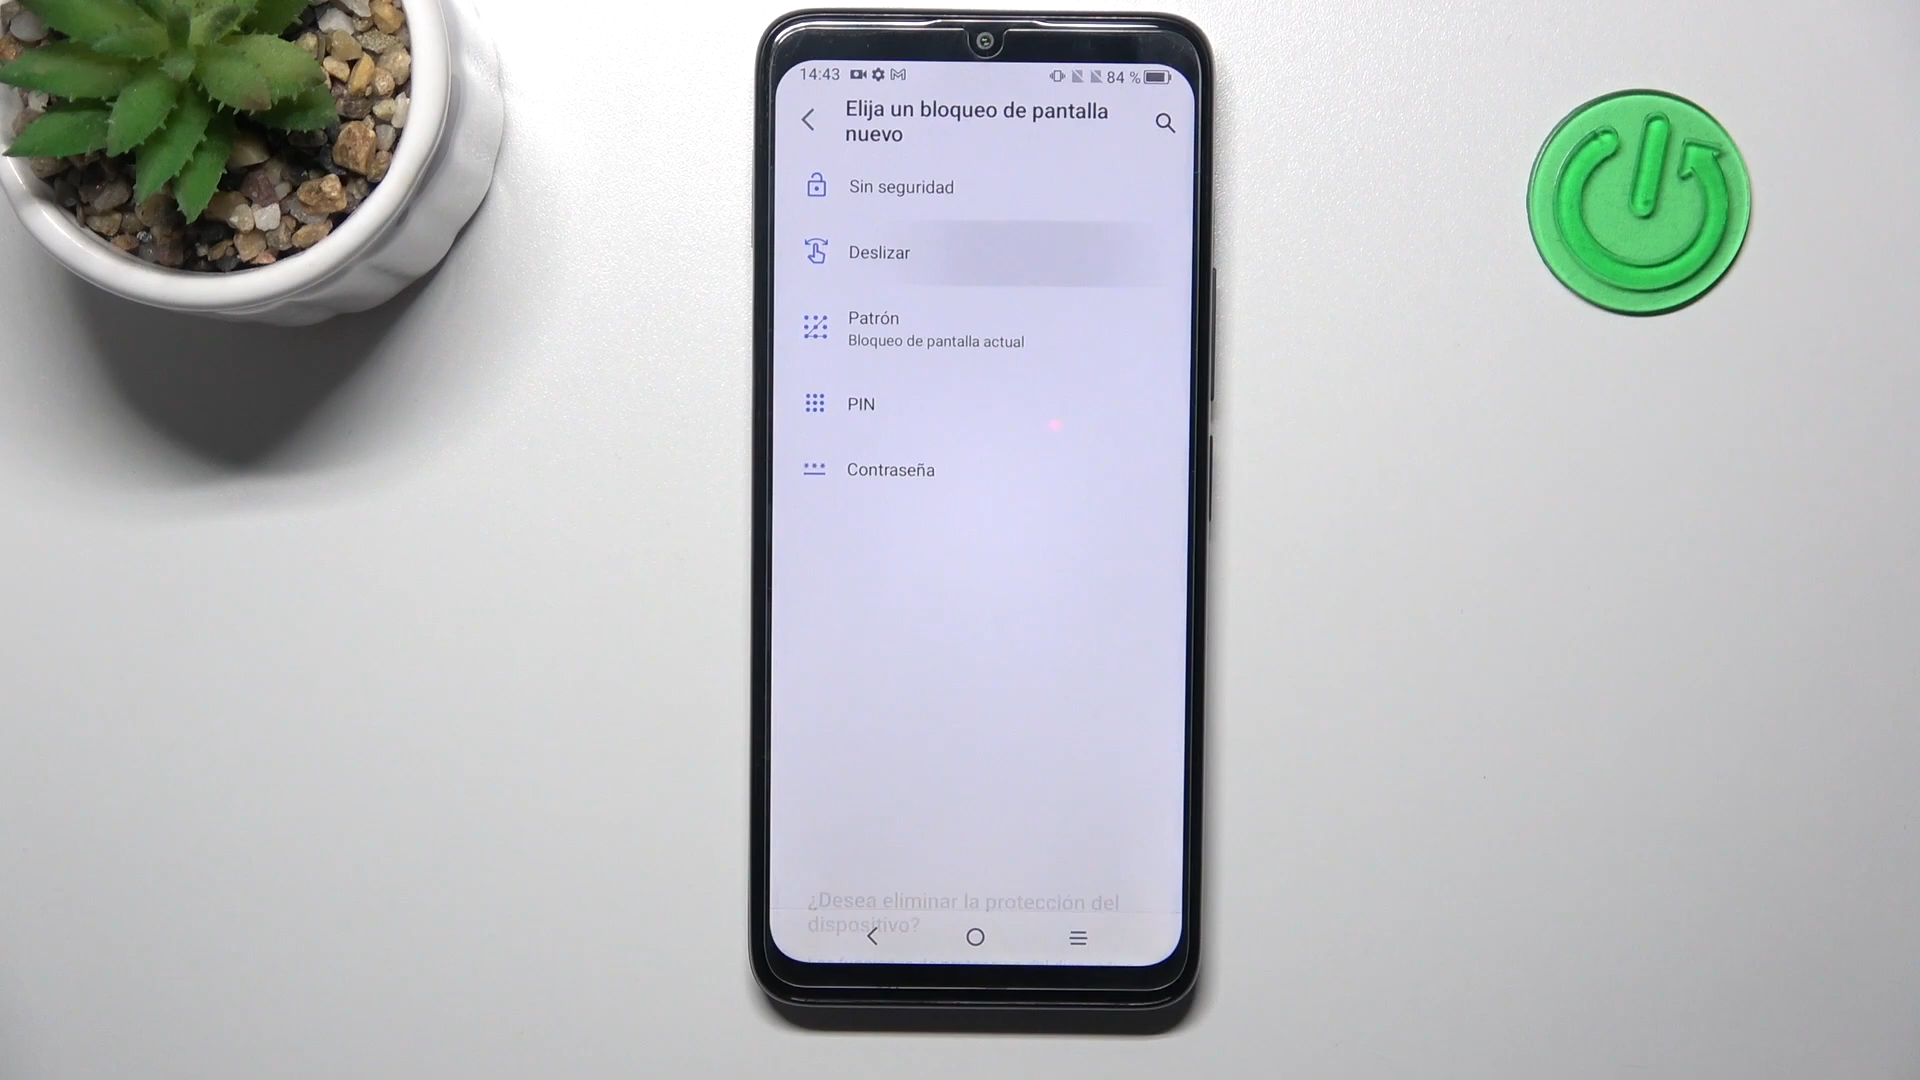 14:43 84 %
Elija un bloqueo de pantalla
nuevo
Sin seguridad
Deslizar
Patrón
Bloqueo de pantalla actual
PIN
Contraseña
¿Desea eliminar la protección del
dispositivo?